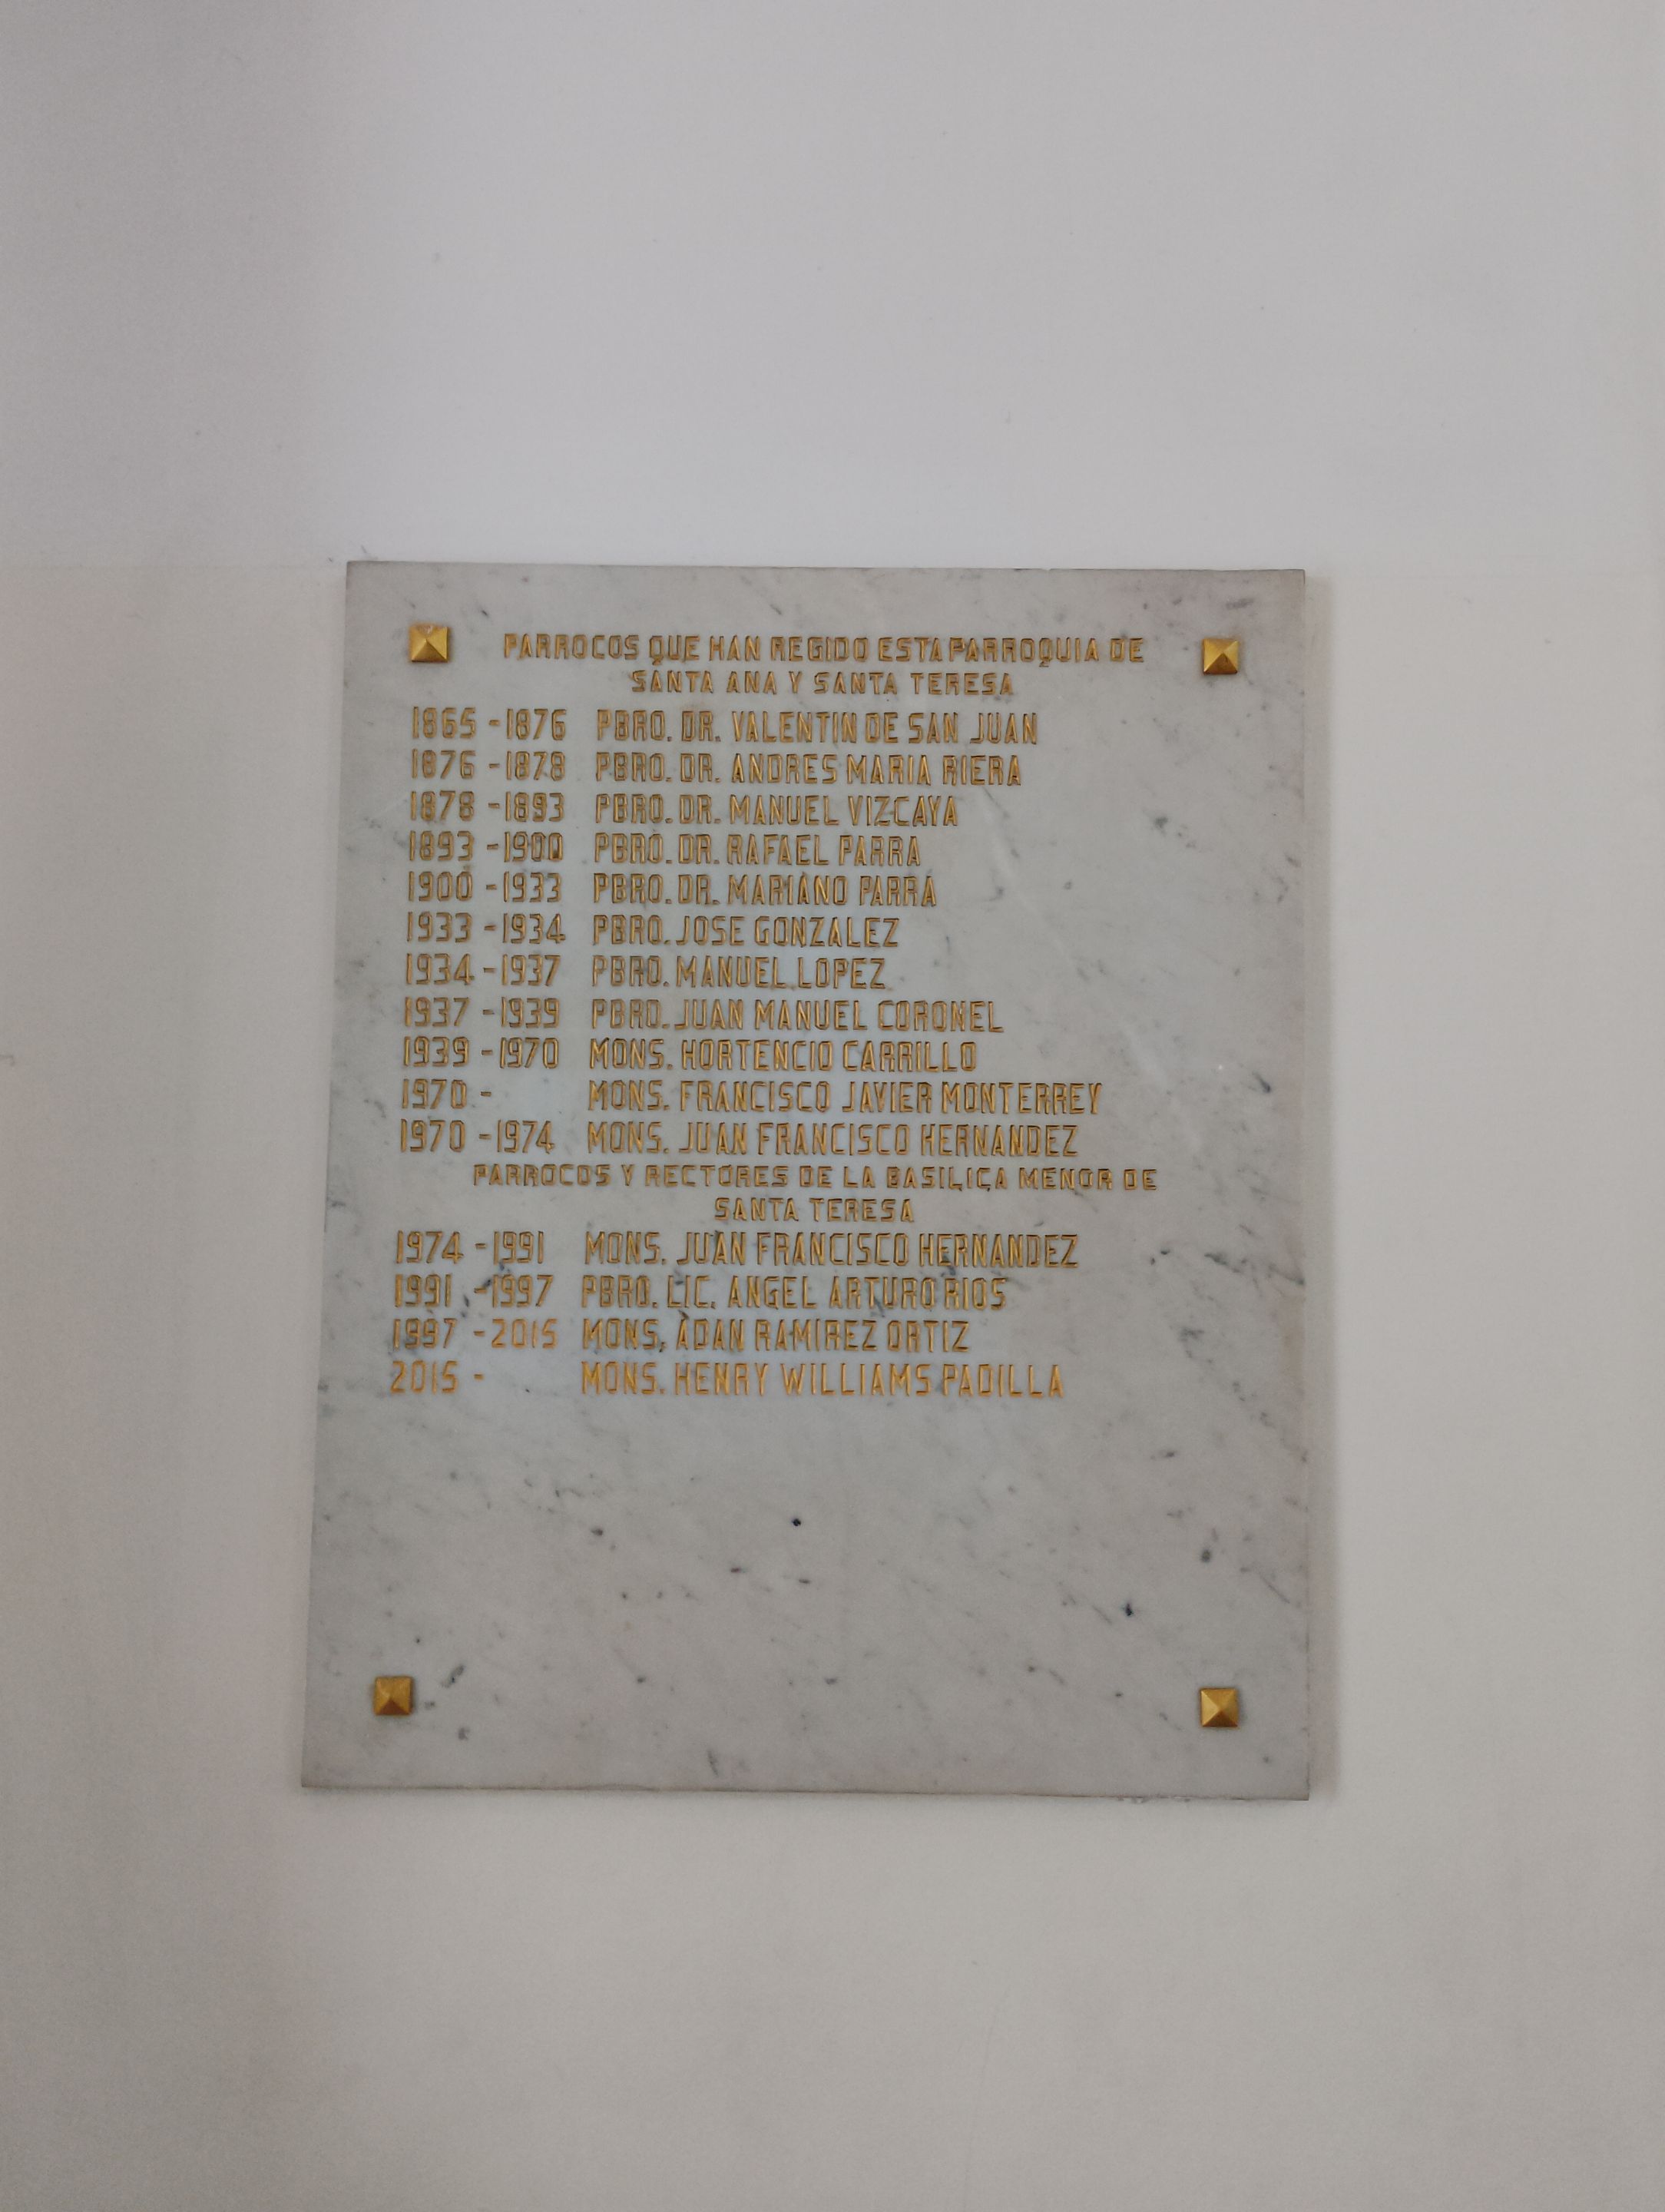 PARROCOS QUE HAN REGIDO ESTA PARROQUIA DE
SANTA ANA Y SANTA TERESA
1865 - 1876 PBRO. DR. VALENTIN DE SAN JUAN
1876 - 1878 PBRO. DR. ANDRES MARIA RIERA
1878 - 1893 PBRO. DR. MANUEL VIZCAYA
1893 - 1900 PBRO. DR. RAFAEL PARRA
1900 - 1933 PBRO. DR. MARIANO PARRA
1933 - 1934 PBRO. JOSE GONZALEZ
1934 - 1937 PBRO. MANUEL LOPEZ
1937 - 1939 PBRO. JUAN MANUEL CORONEL
1939 - 1970 MONS. HORTENCIO CARRILLO
1970 - MONS. FRANCISCO JAVIER MONTERREY
1970 - 1974 MONS. JUAN FRANCISCO HERNANDEZ
PARROCOS Y RECTORES DE LA BASILICA MENOR DE
SANTA TERESA
1974 - 1991 MONS. JUAN FRANCISCO HERNANDEZ
1991 - 1997 PBRO. LIC. ANGEL ARTURO RIOS
1997 - 2015 MONS. ADAN RAMIREZ ORTIZ
2015 - MONS. HENRY WILLIAMS PADILLA